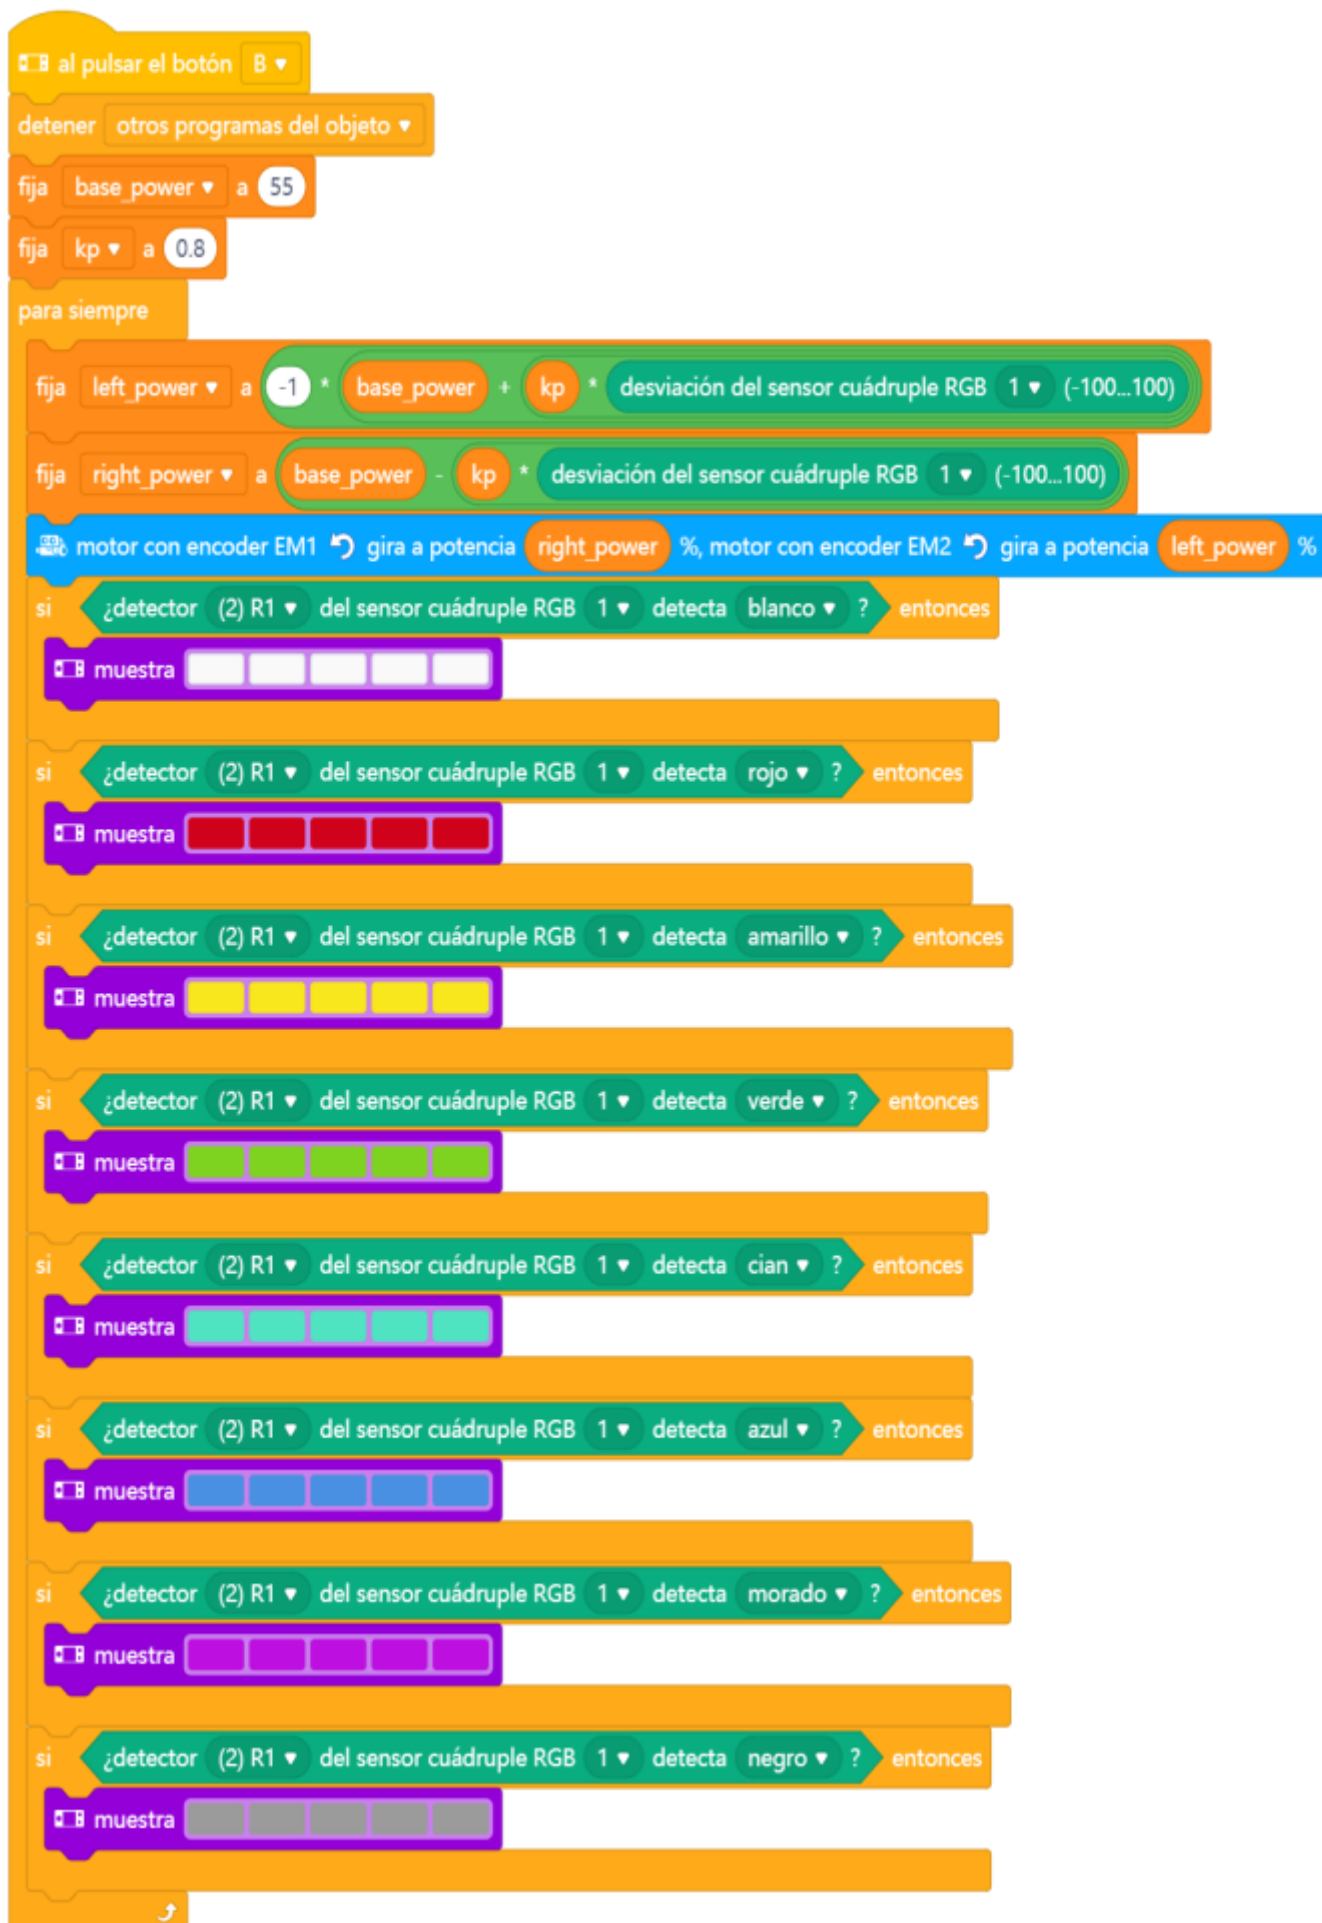 al pulsar el botón B
detener otros programas del objeto
fija base_power a 55
fija kp a 0.8
para siempre
fija left_power a -1 * base_power + kp * desviación del sensor cuádruple RGB 1 (-100...100)
fija right_power a base_power - kp * desviación del sensor cuádruple RGB 1 (-100...100)
motor con encoder EM1 gira a potencia right_power %, motor con encoder EM2 gira a potencia left_power %
si ¿detector (2) R1 del sensor cuádruple RGB 1 detecta blanco ? entonces
muestra
si ¿detector (2) R1 del sensor cuádruple RGB 1 detecta rojo ? entonces
muestra
si ¿detector (2) R1 del sensor cuádruple RGB 1 detecta amarillo ? entonces
muestra
si ¿detector (2) R1 del sensor cuádruple RGB 1 detecta verde ? entonces
muestra
si ¿detector (2) R1 del sensor cuádruple RGB 1 detecta cian ? entonces
muestra
si ¿detector (2) R1 del sensor cuádruple RGB 1 detecta azul ? entonces
muestra
si ¿detector (2) R1 del sensor cuádruple RGB 1 detecta morado ? entonces
muestra
si ¿detector (2) R1 del sensor cuádruple RGB 1 detecta negro ? entonces
muestra